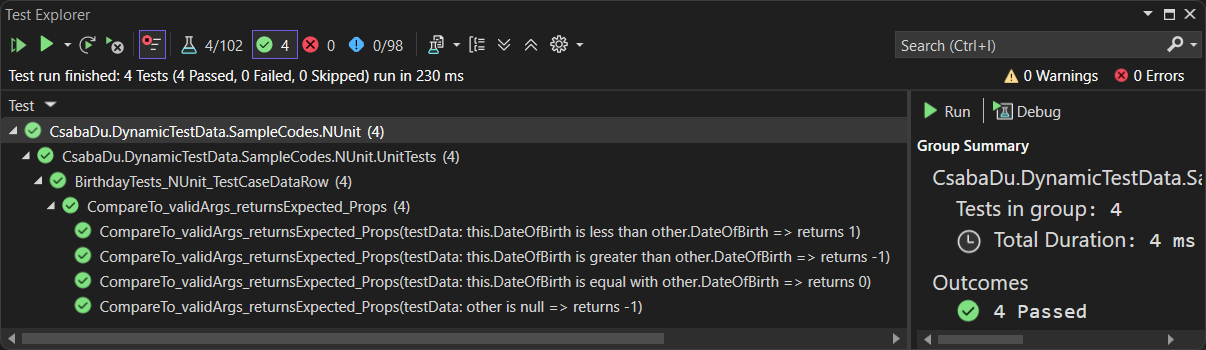 Test Explorer
4/102
4
0
0/98
Search (Ctrl+I)
Test run finished: 4 Tests (4 Passed, 0 Failed, 0 Skipped) run in 230 ms
0 Warnings
0 Errors
Test
Run
Debug
CsabaDu.DynamicTestData.SampleCodes.NUnit (4)
CsabaDu.DynamicTestData.SampleCodes.NUnit.UnitTests (4)
BirthdayTests_NUnit_TestCaseDataRow (4)
CompareTo_validArgs_returnsExpected_Props (4)
CompareTo_validArgs_returnsExpected_Props(testData: this.DateOfBirth is less than other.DateOfBirth => returns 1)
CompareTo_validArgs_returnsExpected_Props(testData: this.DateOfBirth is greater than other.DateOfBirth => returns -1)
CompareTo_validArgs_returnsExpected_Props(testData: this.DateOfBirth is equal with other.DateOfBirth => returns 0)
CompareTo_validArgs_returnsExpected_Props(testData: other is null => returns -1)
Group Summary
CsabaDu.DynamicTestData.Sa
Tests in group: 4
Total Duration: 4 ms
Outcomes
4 Passed